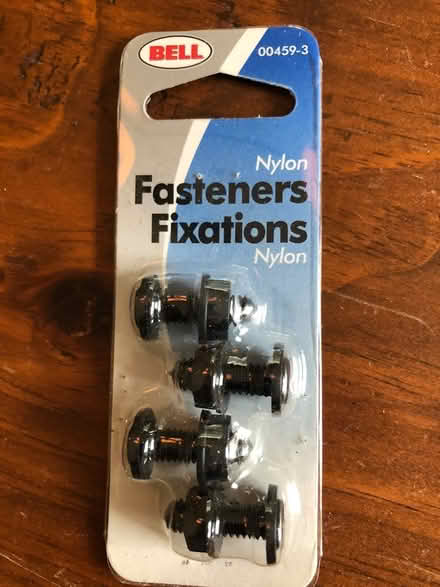 BELL
00459-3
Nylon
Fasteners
Fixations
Nylon